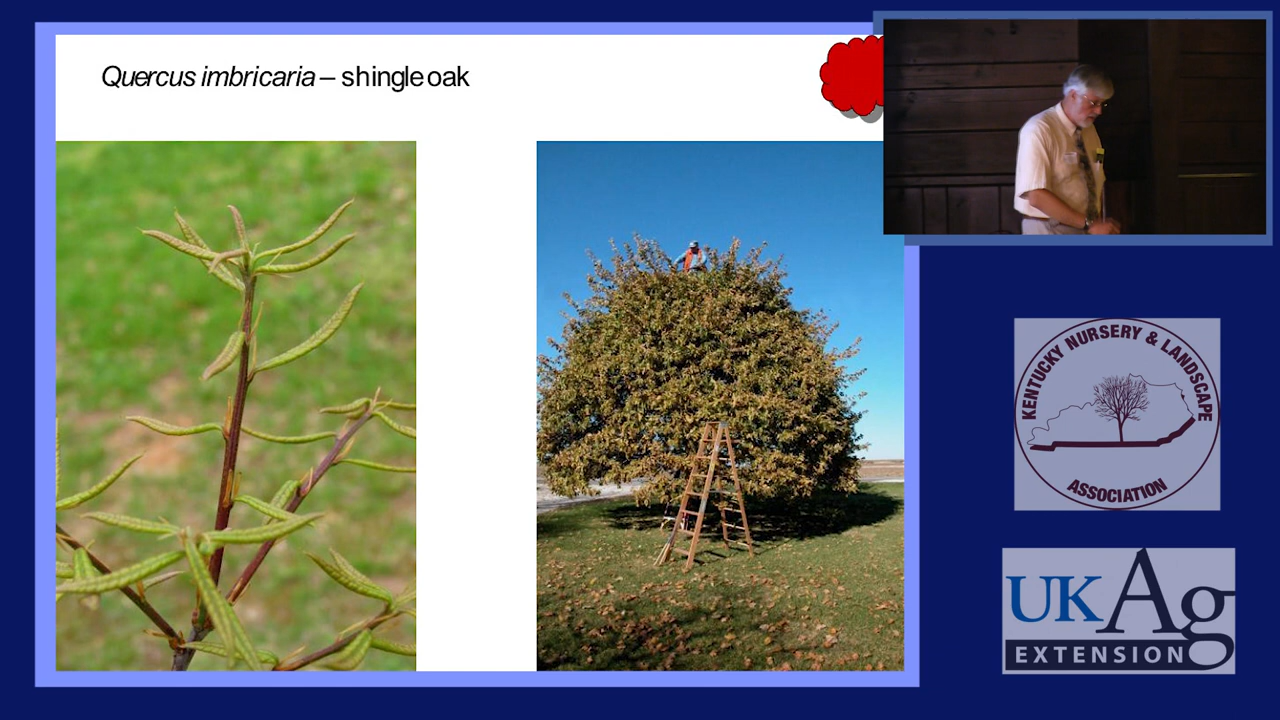 Quercus imbricaria – shingle oak
KENTUCKY NURSERY & LANDSCAPE
ASSOCIATION
UKAg
EXTENSION